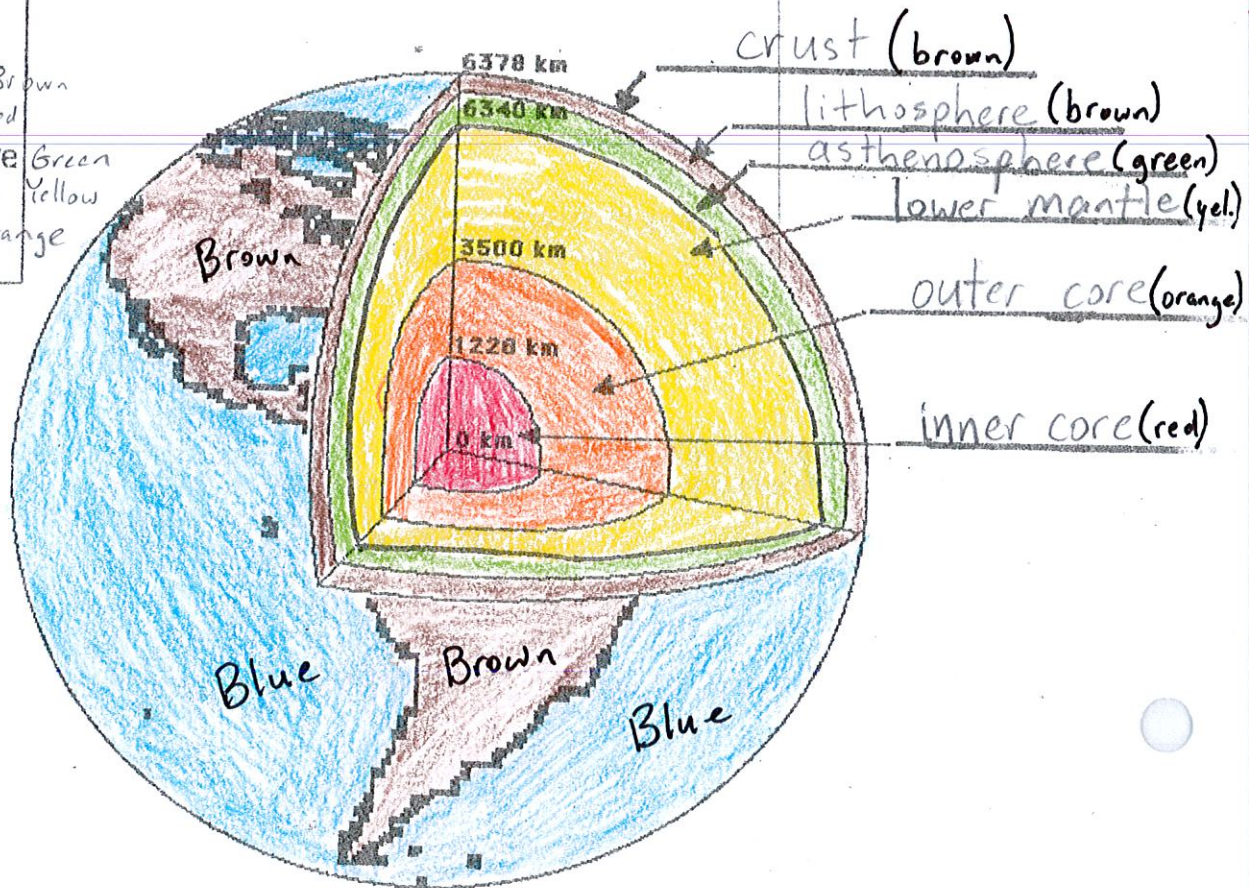 crust (brown)
6378 km
Brown
lithosphere (brown)
6340 km
asthenosphere (green)
Green
Yellow
lower mantle (yel.)
3500 km
Brown
outer core (orange)
1220 km
0 km
inner core (red)
Blue
Brown
Blue